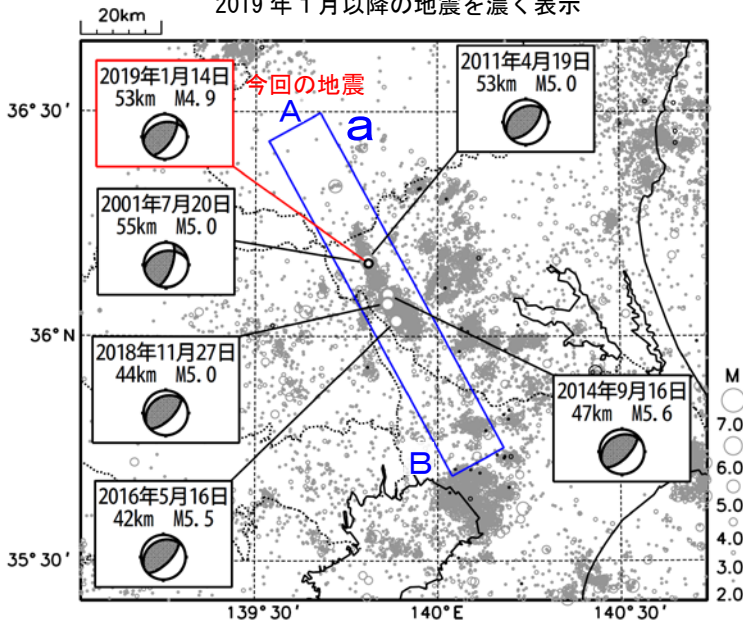 2019年1月以降の地震を濃く表示
20km
2019年1月14日
53km M4.9
今回の地震
2011年4月19日
53km M5.0
A
a
36°30′
2001年7月20日
55km M5.0
36°N
2018年11月27日
44km M5.0
2014年9月16日
47km M5.6
M
7.0
6.0
5.0
4.0
3.0
2.0
B
2016年5月16日
42km M5.5
35°30′
139°30′
140°E
140°30′